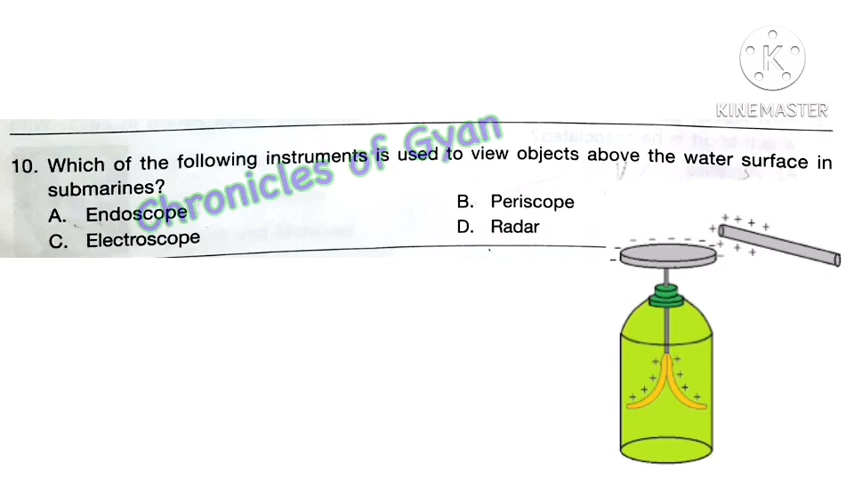 KINEMASTER
10. Which of the following instruments is used to view objects above the water surface in
submarines?
A. Endoscope
B. Periscope
C. Electroscope
D. Radar
Chronicles of Gyan